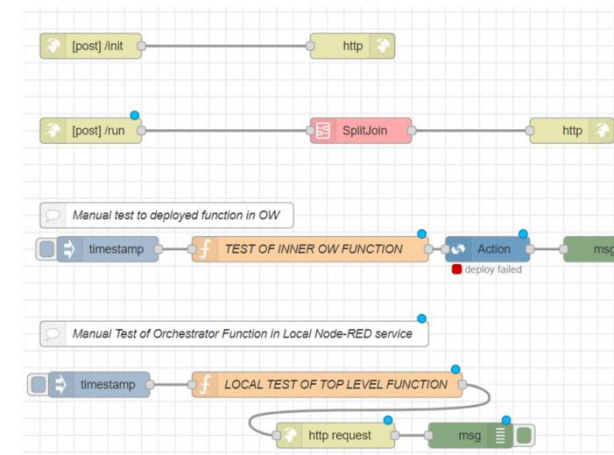 [post] /init
http
[post] /run
SplitJoin
http
Manual test to deployed function in OW
timestamp
TEST OF INNER OW FUNCTION
Action
msg
deploy failed
Manual Test of Orchestrator Function in Local Node-RED service
timestamp
LOCAL TEST OF TOP LEVEL FUNCTION
http request
msg